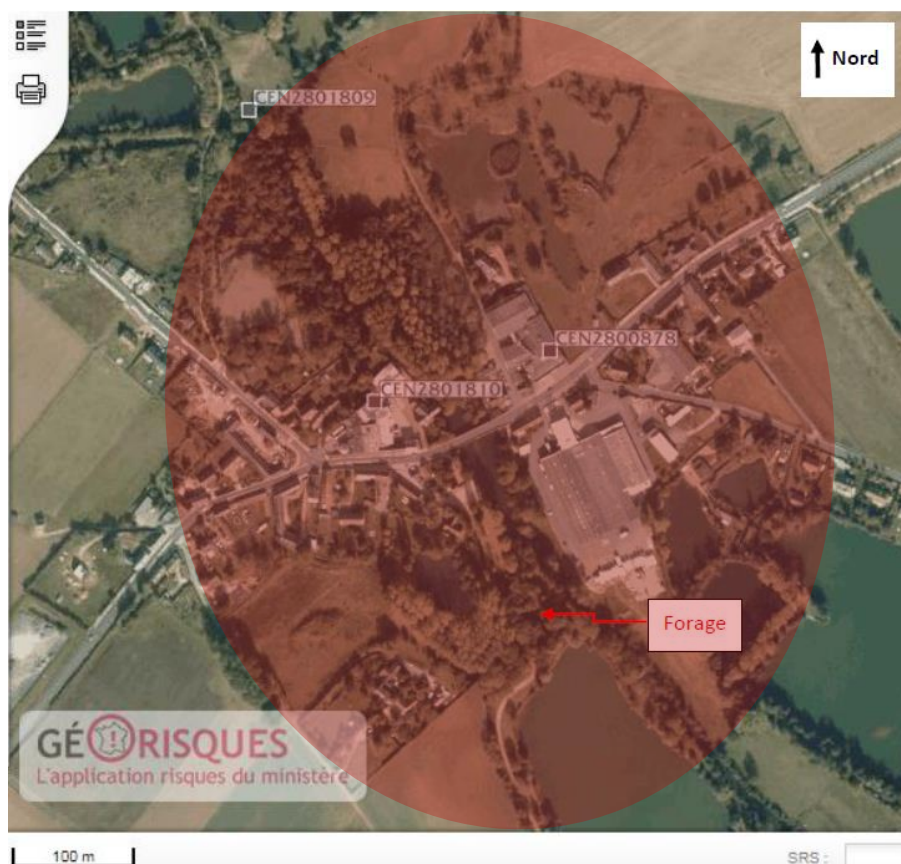 Nord
CEN2801809
CEN2800878
CEN2801810
Forage
GÉORISQUES
L'application risques du ministère
100 m
SRS :